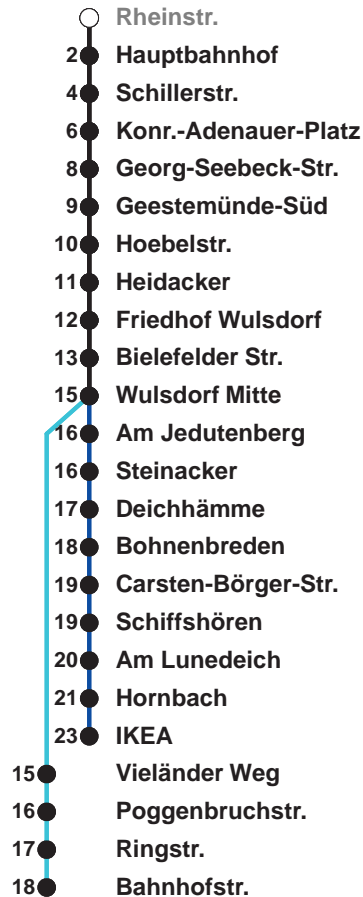 Rheinstr.
2 Hauptbahnhof
4 Schillerstr.
6 Konr.-Adenauer-Platz
8 Georg-Seebeck-Str.
9 Geestemünde-Süd
10 Hoebelstr.
11 Heidacker
12 Friedhof Wulsdorf
13 Bielefelder Str.
15 Wulsdorf Mitte
16 Am Jedutenberg
16 Steinacker
17 Deichhämme
18 Bohnenbreden
19 Carsten-Börger-Str.
19 Schiffshören
20 Am Lunedeich
21 Hornbach
23 IKEA
15 Vieländer Weg
16 Poggenbruchstr.
17 Ringstr.
18 Bahnhofstr.